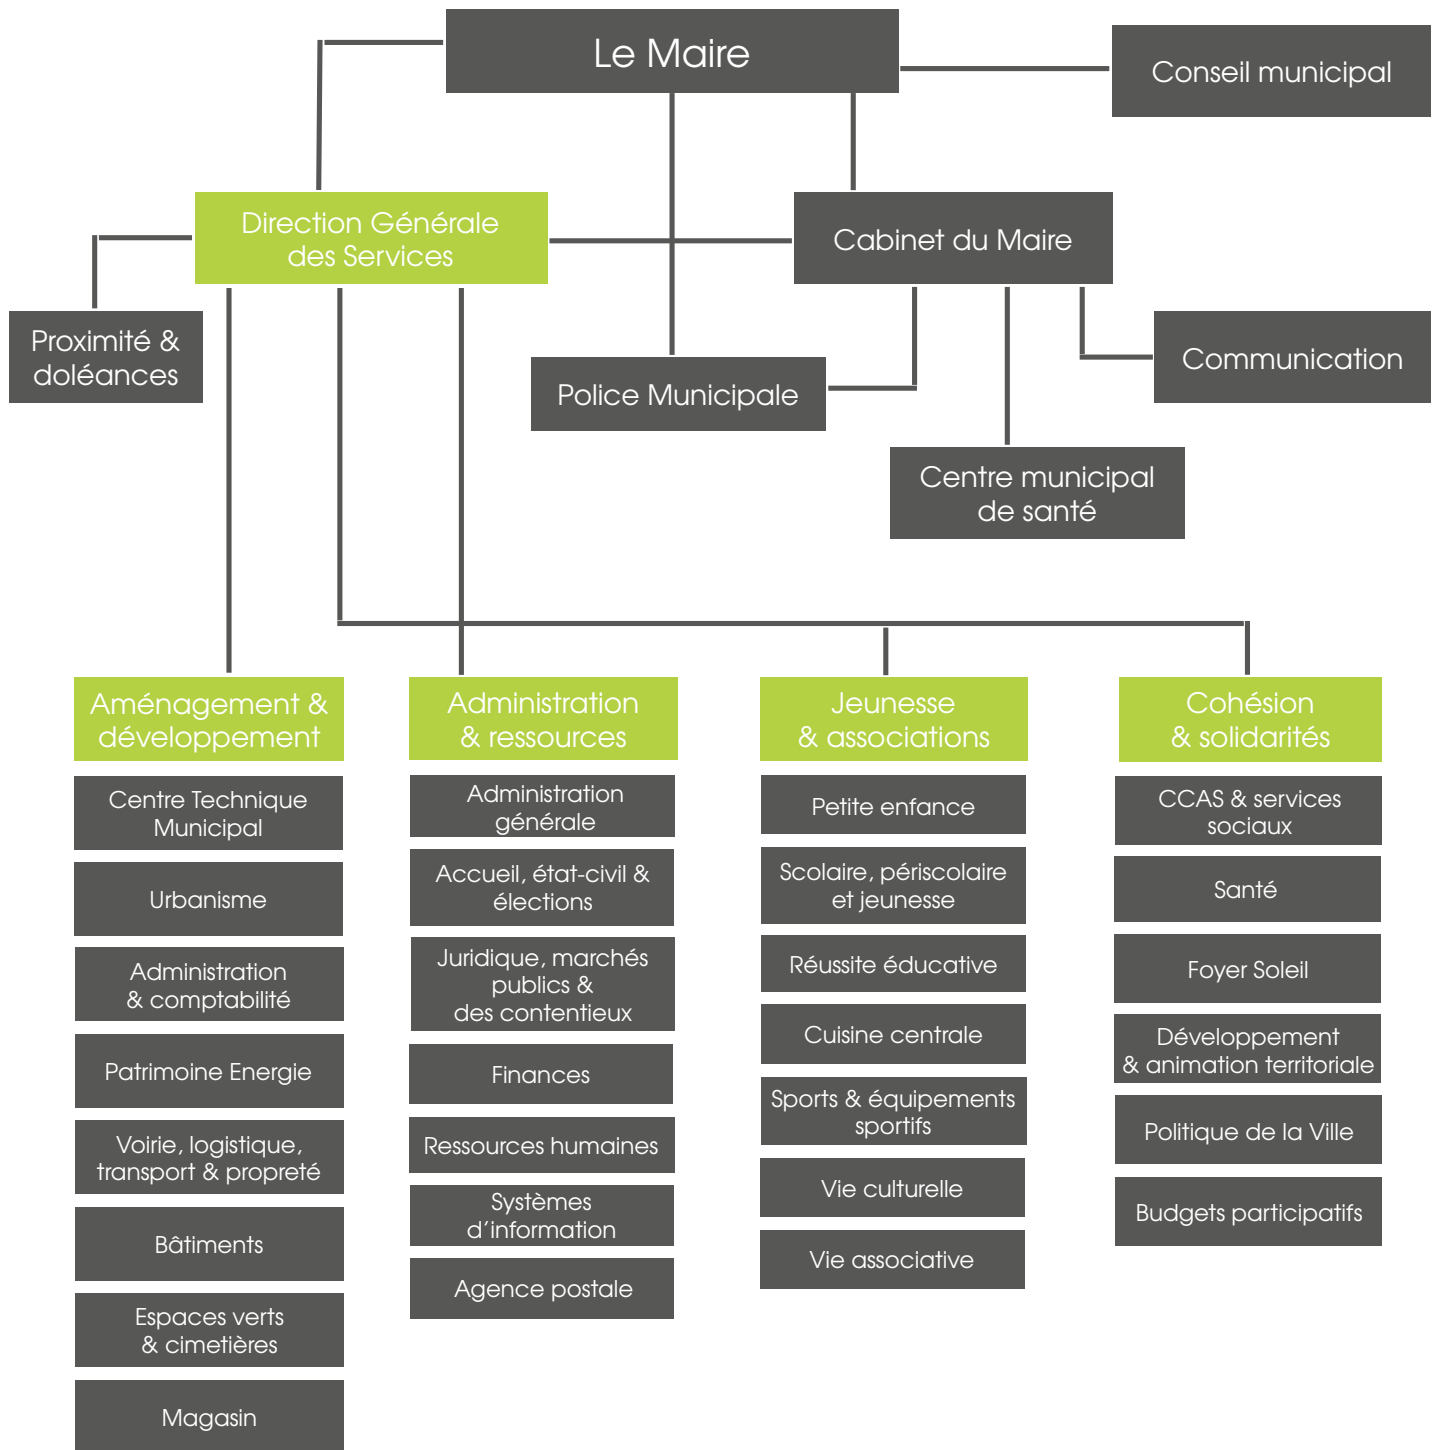 Le Maire
Conseil municipal
Direction Générale
des Services
Cabinet du Maire
Proximité &
doléances
Police Municipale
Communication
Centre municipal
de santé
Aménagement &
développement
Centre Technique
Municipal
Urbanisme
Administration
& comptabilité
Patrimoine Energie
Voirie, logistique,
transport & propreté
Bâtiments
Espaces verts
& cimetières
Magasin
Administration
& ressources
Administration
générale
Accueil, état-civil &
élections
Juridique, marchés
publics &
des contentieux
Finances
Ressources humaines
Systèmes
d’information
Agence postale
Jeunesse
& associations
Petite enfance
Scolaire, périscolaire
et jeunesse
Réussite éducative
Cuisine centrale
Sports & équipements
sportifs
Vie culturelle
Vie associative
Cohésion
& solidarités
CCAS & services
sociaux
Santé
Foyer Soleil
Développement
& animation territoriale
Politique de la Ville
Budgets participatifs